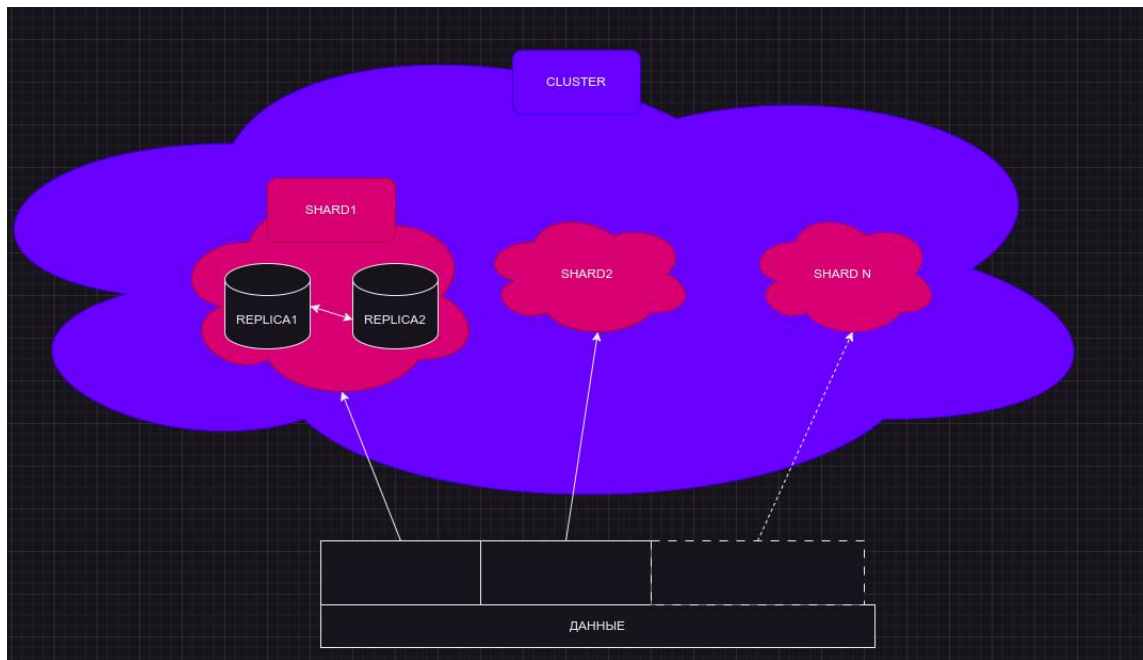 CLUSTER
SHARD1
REPLICA1
REPLICA2
SHARD2
SHARD N
ДАННЫЕ